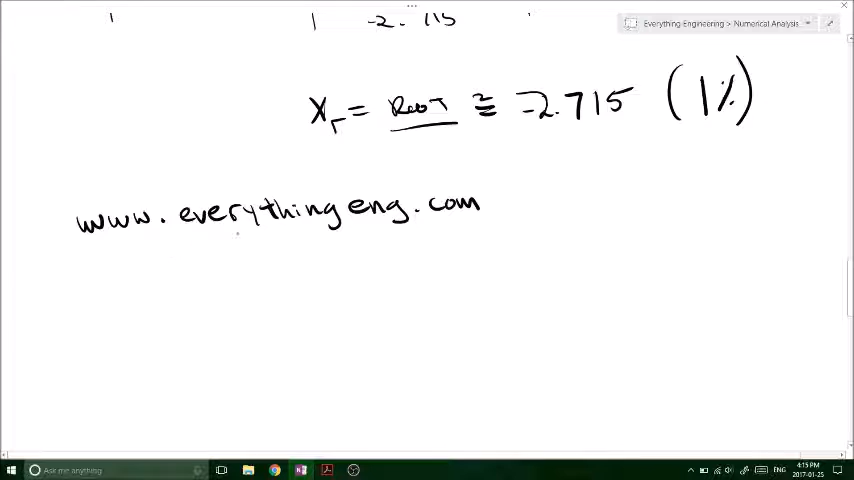 -2.715
Everything Engineering > Numerical Analysis
Xr = Root ≅ -2.715 (1%)
www.everythingeng.com
Ask me anything
ENG
4:15 PM
2017-01-25